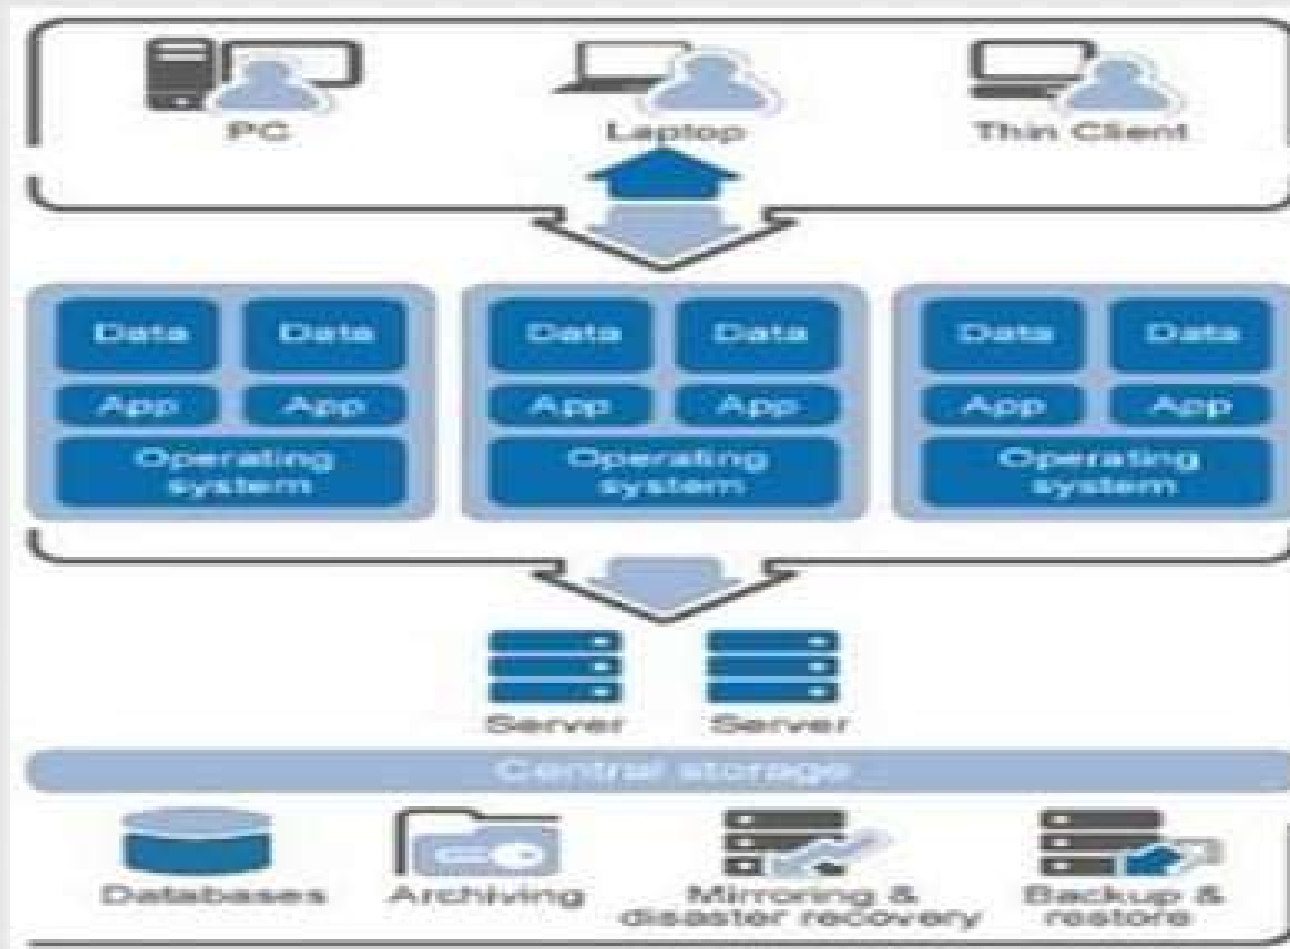 PC Laptop Thin Client
Data Data Data Data Data Data
App App App App App App
Operating Operating Operating
system system system
Server Server
Central storage
Databases Archiving Mirroring & Backup &
disaster recovery restore